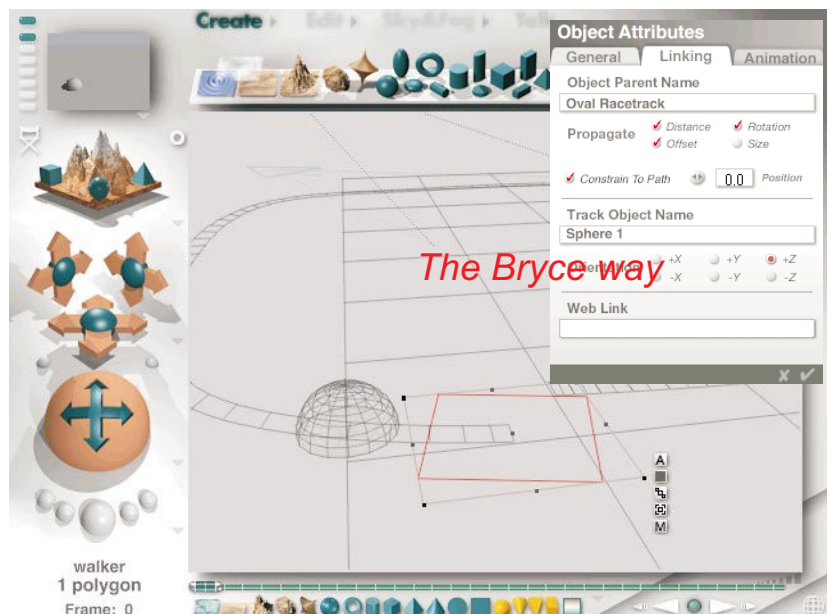 Create
Edit
Sky&Fog
Object Attributes
General
Linking
Animation
Object Parent Name
Oval Racetrack
Propagate
Distance
Rotation
Offset
Size
Constrain To Path
0.0
Position
Track Object Name
Sphere 1
The Bryce way
Orientation
+X
+Y
+Z
-X
-Y
-Z
Web Link
A
M
walker
1 polygon
Frame: 0